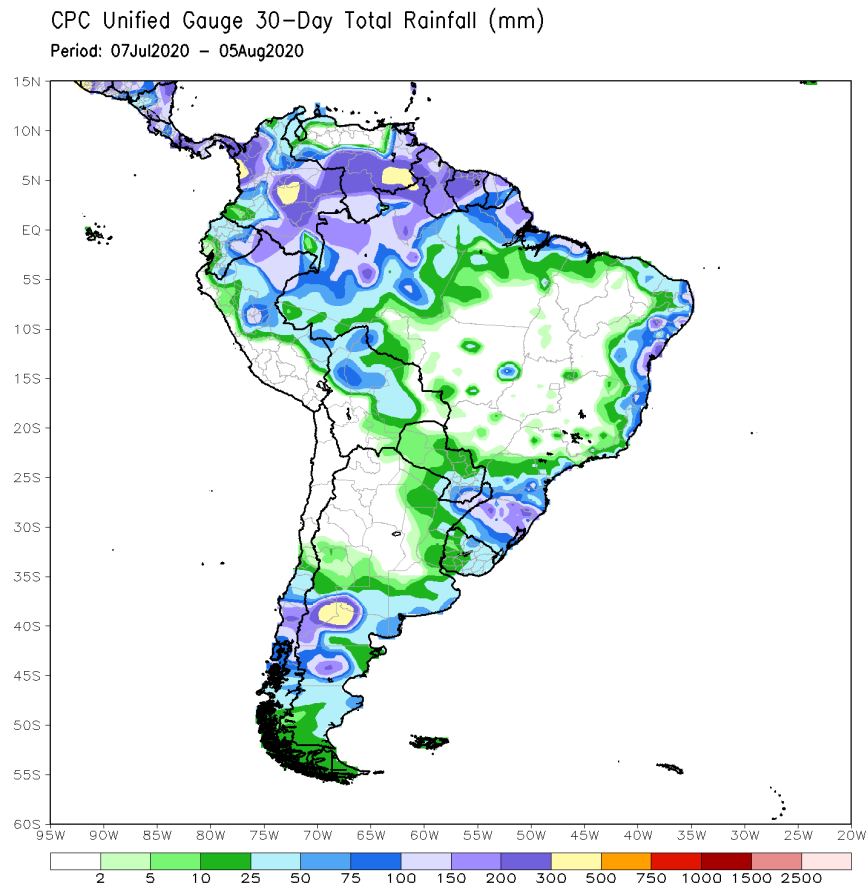 CPC Unified Gauge 30-Day Total Rainfall (mm)
Period: 07Jul2020 - 05Aug2020
15N
10N
5N
EQ
5S
10S
15S
20S
25S
30S
35S
40S
45S
50S
55S
60S
95W 90W 85W 80W 75W 70W 65W 60W 55W 50W 45W 40W 35W 30W 25W 20W
2 5 10 25 50 75 100 150 200 300 500 750 1000 1500 2500